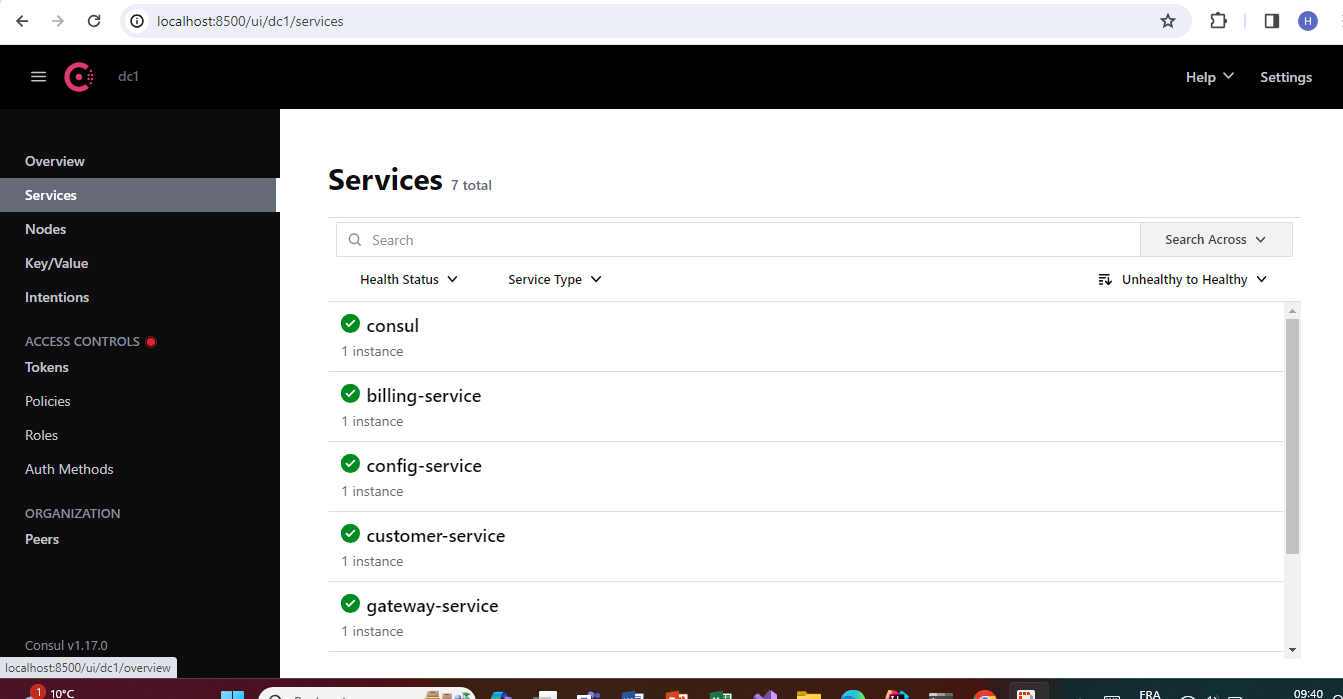 localhost:8500/ui/dc1/services
H
dc1
Help
Settings
Overview
Services
Nodes
Key/Value
Intentions
ACCESS CONTROLS
Tokens
Policies
Roles
Auth Methods
ORGANIZATION
Peers
Consul v1.17.0
localhost:8500/ui/dc1/overview
Services 7 total
Search
Search Across
Health Status
Service Type
Unhealthy to Healthy
consul
1 instance
billing-service
1 instance
config-service
1 instance
customer-service
1 instance
gateway-service
1 instance
1
10°C
FRA
09:40